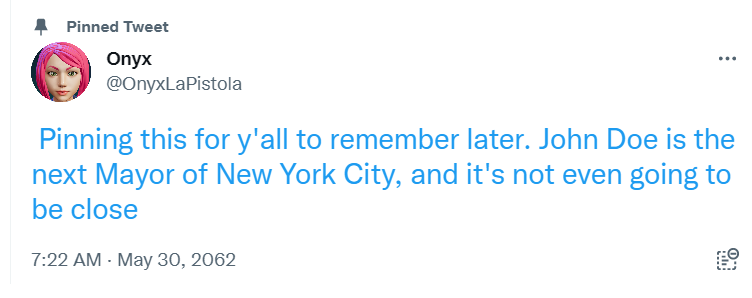 Pinned Tweet
Onyx
@OnyxLaPistola
Pinning this for y'all to remember later. John Doe is the
next Mayor of New York City, and it's not even going to
be close
7:22 AM · May 30, 2062